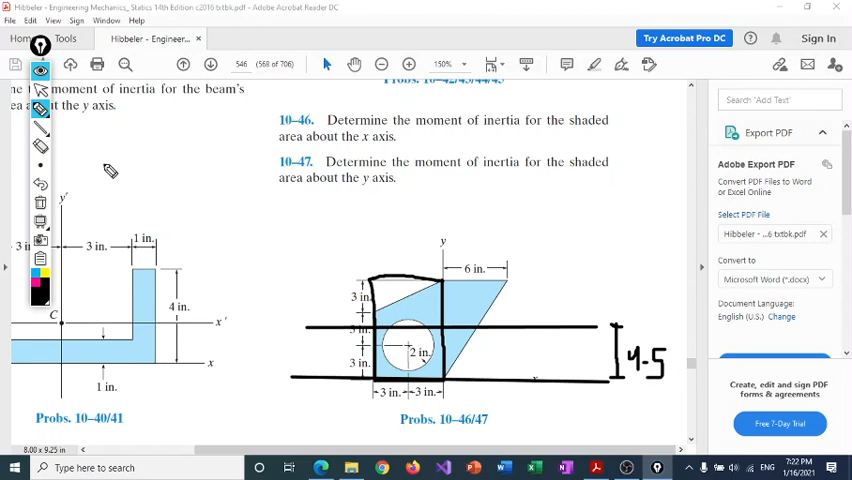 Hibbeler - Engineering Mechanics_ Statics 14th Edition c2016 txtbk.pdf - Adobe Acrobat Reader DC
File Edit View Sign Window Help
Tools
Hibbeler - Engineer...
Try Acrobat Pro DC
Sign In
546 (568 of 706)
150%
moment of inertia for the beam's
the y axis.
10–46. Determine the moment of inertia for the shaded
area about the x axis.
10–47. Determine the moment of inertia for the shaded
area about the y axis.
y'
3 in.
1 in.
4 in.
C
x'
x
1 in.
Probs. 10–40/41
y
6 in.
3 in.
3 in.
3 in.
2 in.
x
3 in.
3 in.
4.5
Probs. 10–46/47
8.00 x 9.25 in
Search 'Add Text'
Export PDF
Adobe Export PDF
Convert PDF Files to Word
or Excel Online
Select PDF File
Hibbeler ...6 txtbk.pdf
Convert to
Microsoft Word (*.docx)
Document Language:
English (U.S.) Change
Create, edit and sign PDF
forms & agreements
Free 7-Day Trial
Type here to search
ENG
7:22 PM
1/16/2021